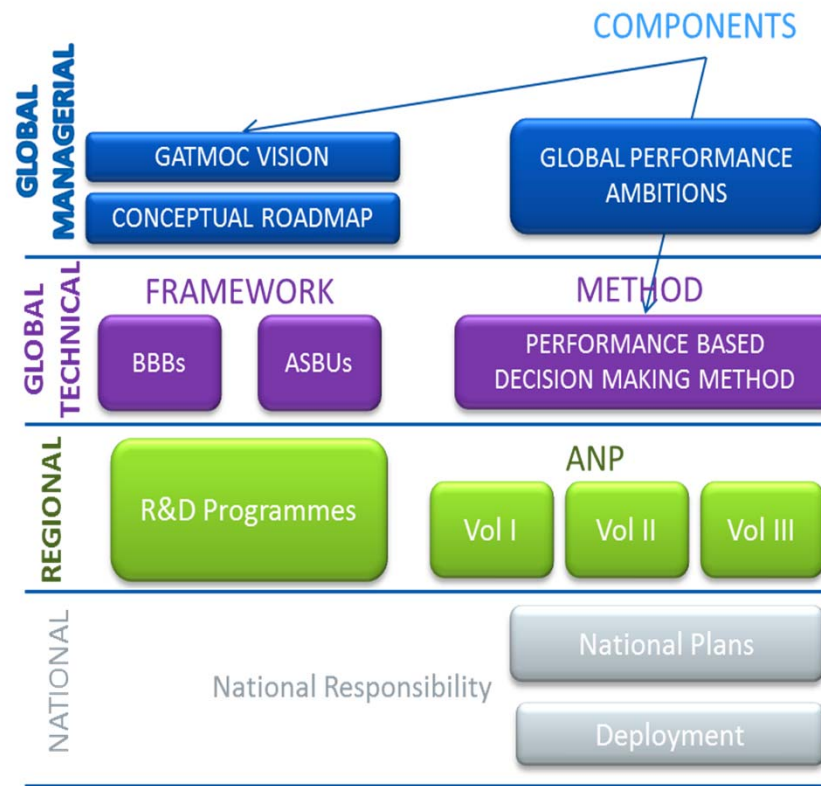 COMPONENTS
GLOBAL
MANAGERIAL
GATMOC VISION
CONCEPTUAL ROADMAP
GLOBAL PERFORMANCE
AMBITIONS
GLOBAL
TECHNICAL
FRAMEWORK
BBBs
ASBUs
METHOD
PERFORMANCE BASED
DECISION MAKING METHOD
REGIONAL
R&D Programmes
ANP
Vol I
Vol II
Vol III
NATIONAL
National Responsibility
National Plans
Deployment